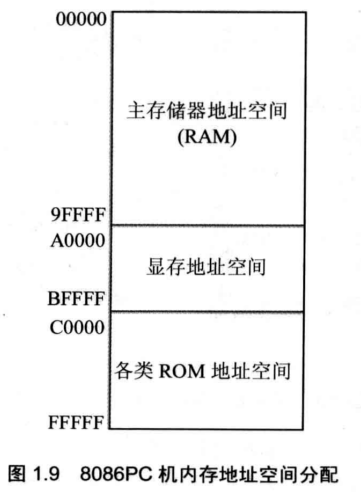 00000
主存储器地址空间
(RAM)
9FFFF
A0000
显存地址空间
BFFFF
C0000
各类 ROM 地址空间
FFFFF
图 1.9 8086PC 机内存地址空间分配